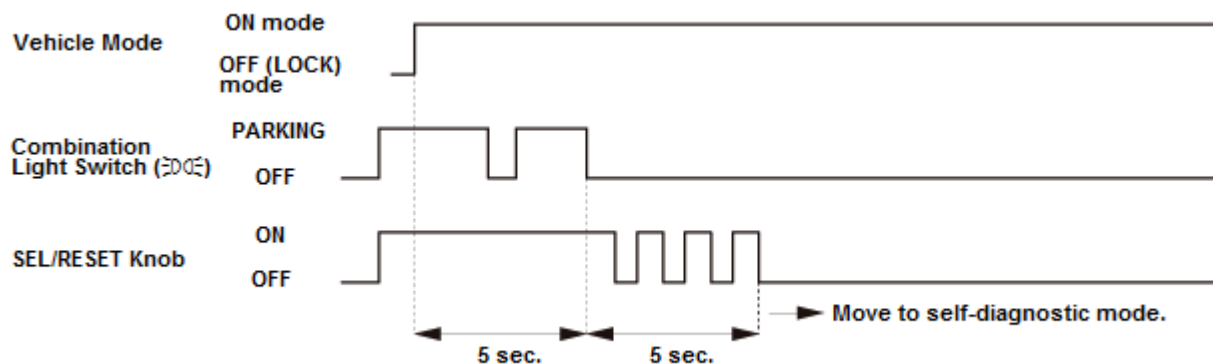 Vehicle Mode
ON mode
OFF (LOCK)
mode
Combination
Light Switch ( )
PARKING
OFF
SEL/RESET Knob
ON
OFF
Move to self-diagnostic mode.
5 sec.
5 sec.